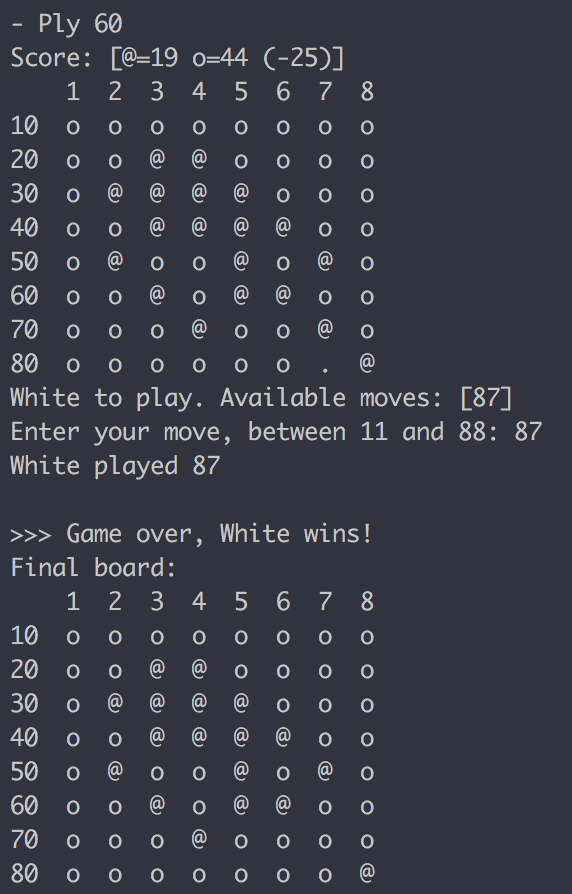 - Ply 60
Score: [@=19 o=44 (-25)]
    1  2  3  4  5  6  7  8
10  o  o  o  o  o  o  o  o
20  o  o  @  @  o  o  o  o
30  o  @  @  @  @  o  o  o
40  o  o  @  @  @  @  o  o
50  o  @  o  o  @  o  @  o
60  o  o  @  o  @  @  o  o
70  o  o  o  @  o  o  @  o
80  o  o  o  o  o  o  .  @
White to play. Available moves: [87]
Enter your move, between 11 and 88: 87
White played 87

>>> Game over, White wins!
Final board:
    1  2  3  4  5  6  7  8
10  o  o  o  o  o  o  o  o
20  o  o  @  @  o  o  o  o
30  o  @  @  @  @  o  o  o
40  o  o  @  @  @  @  o  o
50  o  @  o  o  @  o  @  o
60  o  o  @  o  @  @  o  o
70  o  o  o  @  o  o  o  o
80  o  o  o  o  o  o  o  @